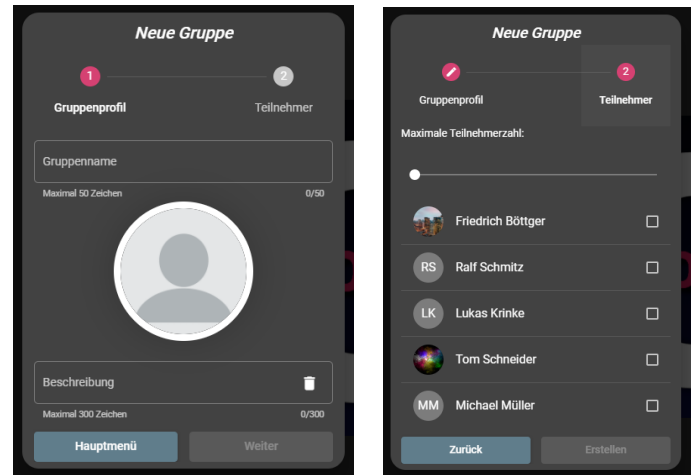 Neue Gruppe
1
2
Gruppenprofil
Teilnehmer
Gruppenname
Maximal 50 Zeichen
0/50
Beschreibung
Maximal 300 Zeichen
0/300
Hauptmenü
Weiter
Neue Gruppe
2
Gruppenprofil
Teilnehmer
Maximale Teilnehmerzahl:
Friedrich Böttger
RS Ralf Schmitz
LK Lukas Krinke
Tom Schneider
MM Michael Müller
Zurück
Erstellen